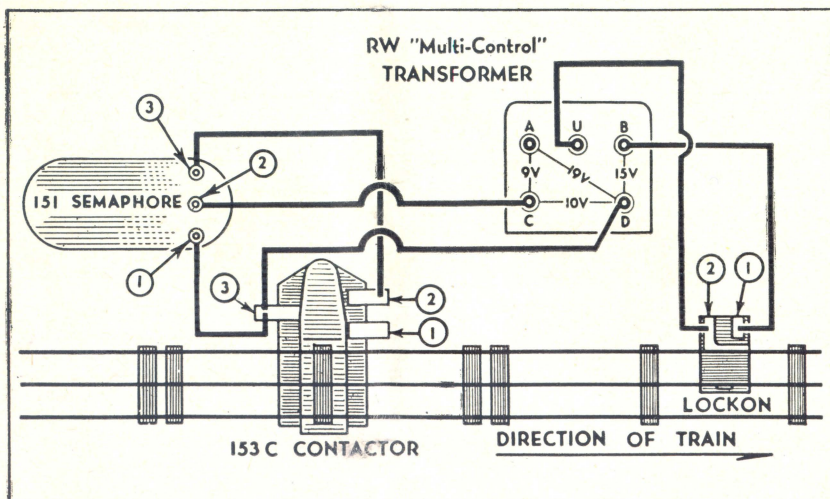 RW "Multi-Control"
TRANSFORMER
3
2
151 SEMAPHORE
1
A U B
9V 19V 15V
10V
C D
3
2
1
2 1
LOCKON
153C CONTACTOR
DIRECTION OF TRAIN